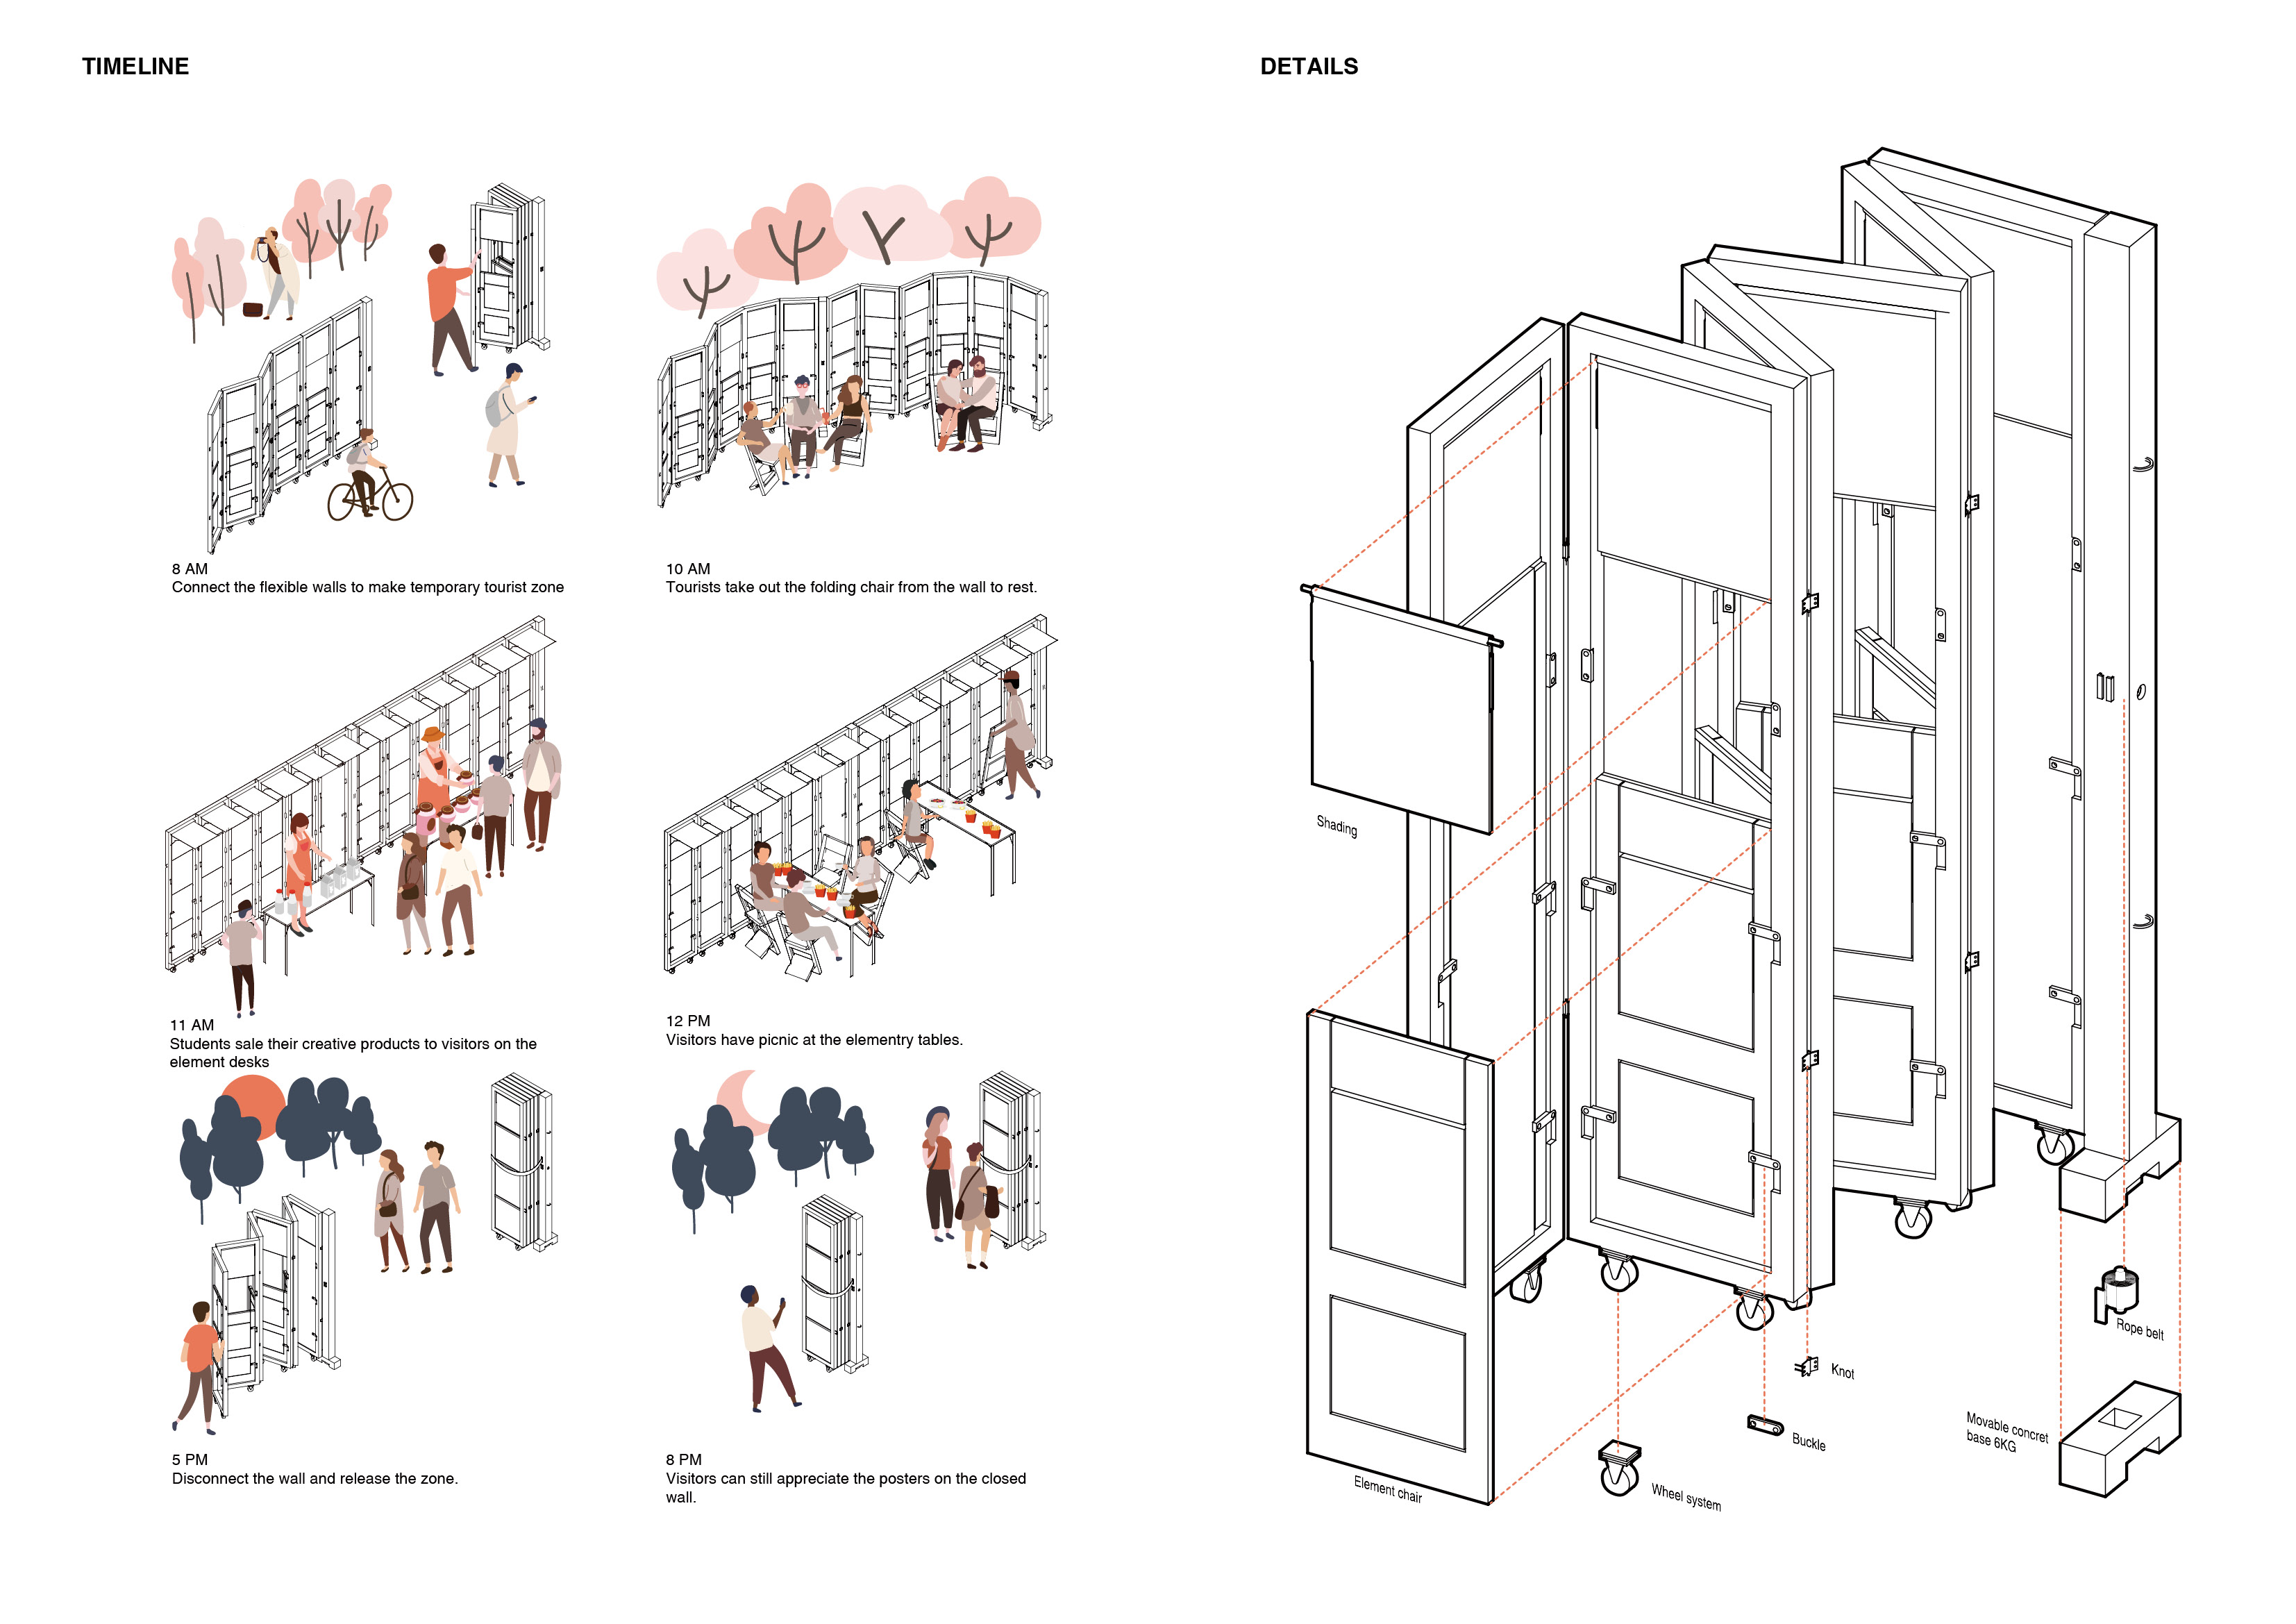 TIMELINE
8 AM
Connect the flexible walls to make temporary tourist zone
10 AM
Tourists take out the folding chair from the wall to rest.
11 AM
Students sale their creative products to visitors on the
element desks
12 PM
Visitors have picnic at the elementry tables.
5 PM
Disconnect the wall and release the zone.
8 PM
Visitors can still appreciate the posters on the closed
wall.
DETAILS
Shading
Element chair
Wheel system
Buckle
Knot
Rope belt
Movable concret
base 6KG